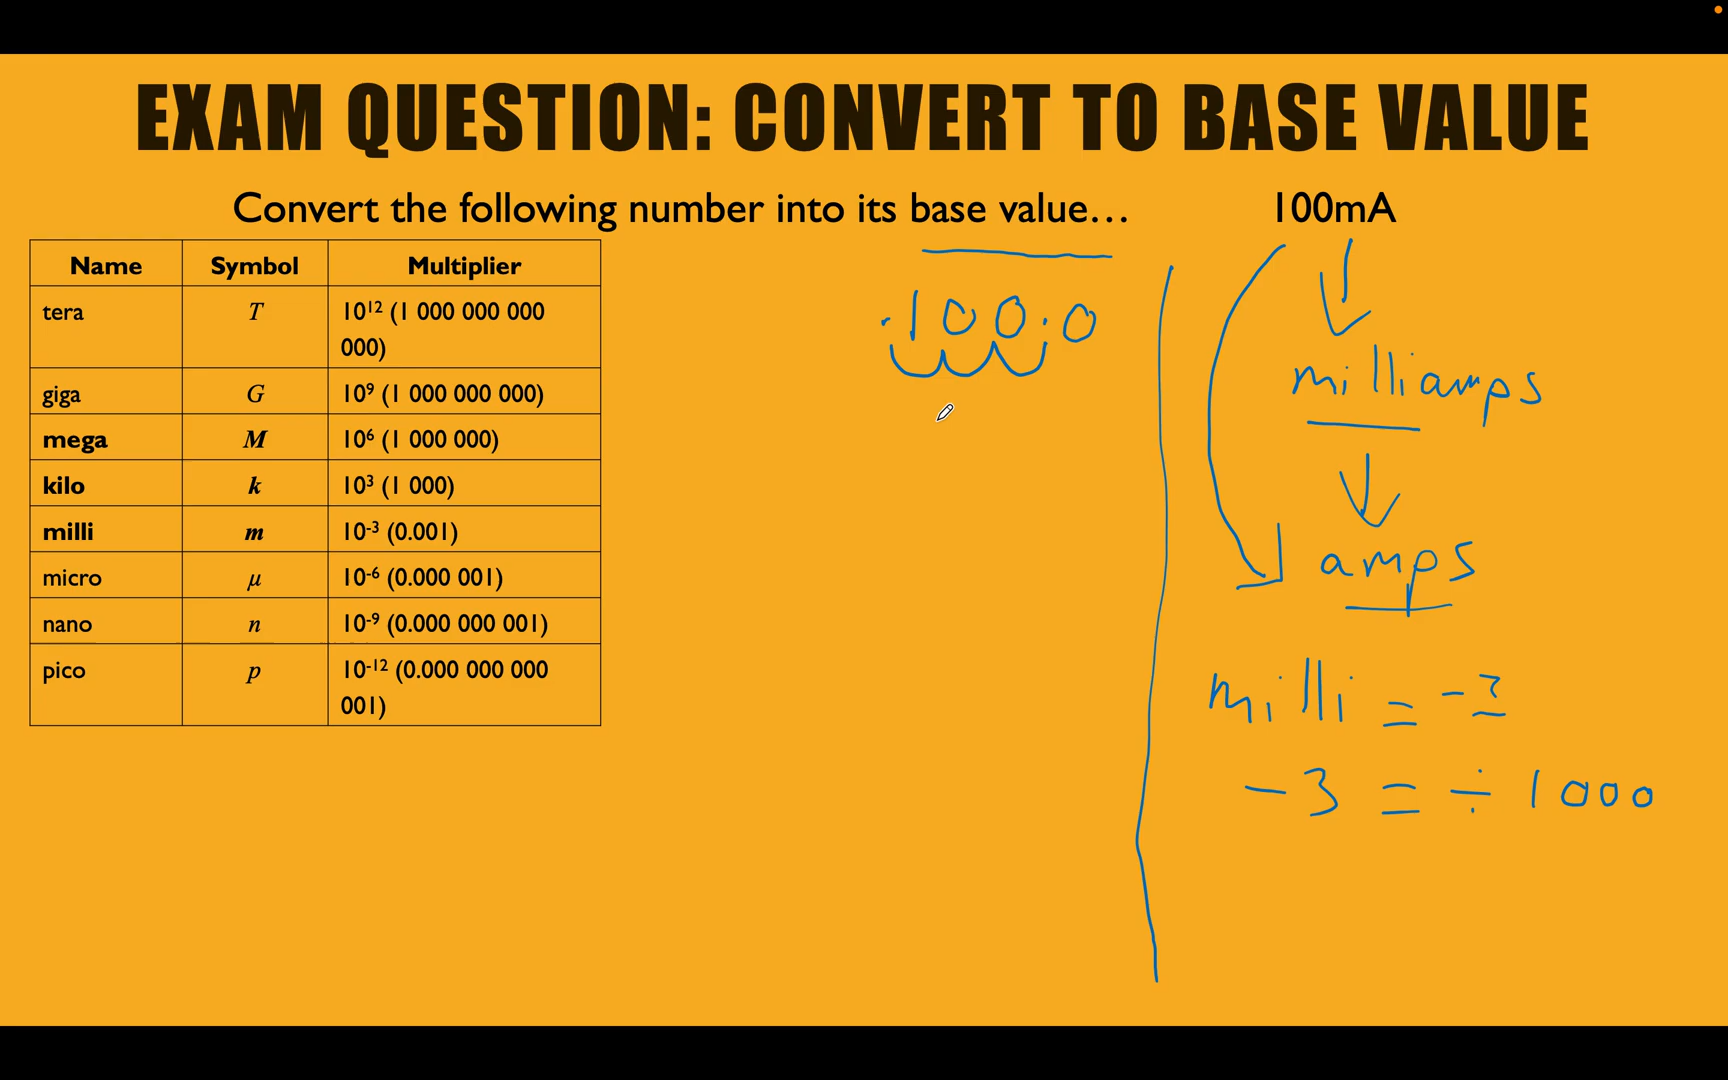 EXAM QUESTION: CONVERT TO BASE VALUE
Convert the following number into its base value... 100mA
Name Symbol Multiplier
tera T 10¹² (1 000 000 000
000)
giga G 10⁹ (1 000 000 000)
mega M 10⁶ (1 000 000)
kilo k 10³ (1 000)
milli m 10⁻³ (0.001)
micro μ 10⁻⁶ (0.000 001)
nano n 10⁻⁹ (0.000 000 001)
pico p 10⁻¹² (0.000 000 000
001)
.100.0
milliamps
amps
milli = -3
-3 = ÷ 1000